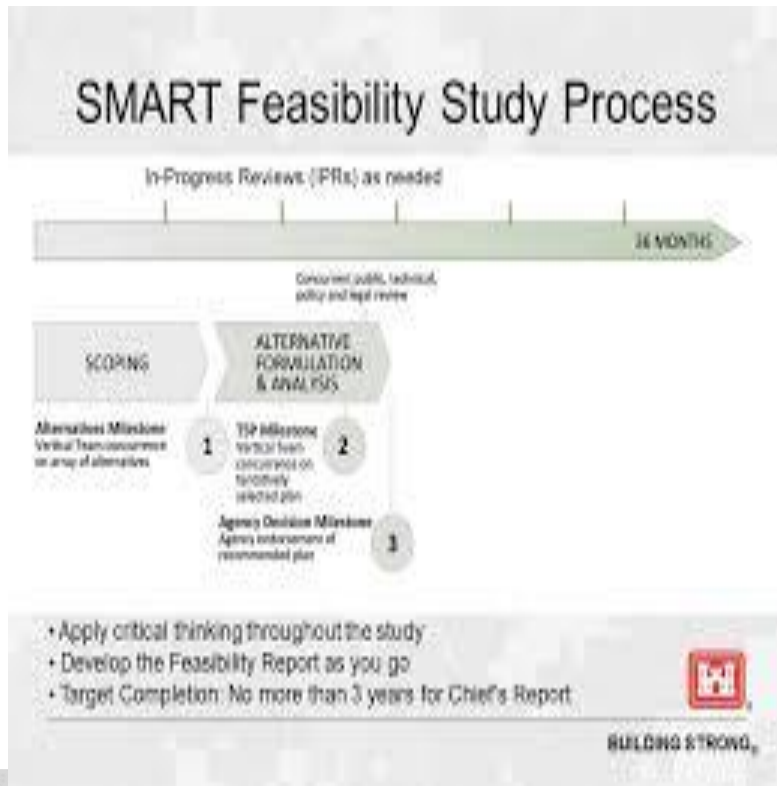 SMART Feasibility Study Process
In-Progress Reviews (IPRs) as needed
36 MONTHS
Concurrent public, technical,
policy and legal review
SCOPING
ALTERNATIVE
FORMULATION
& ANALYSIS
Alternatives Milestone
Vertical Team concurrence
on array of alternatives
1
TSP Milestone
Vertical Team
concurrence on
tentatively
selected plan
2
Agency Decision Milestone
Agency endorsement of
recommended plan
3
• Apply critical thinking throughout the study
• Develop the Feasibility Report as you go
• Target Completion: No more than 3 years for Chief's Report
BUILDING STRONG®